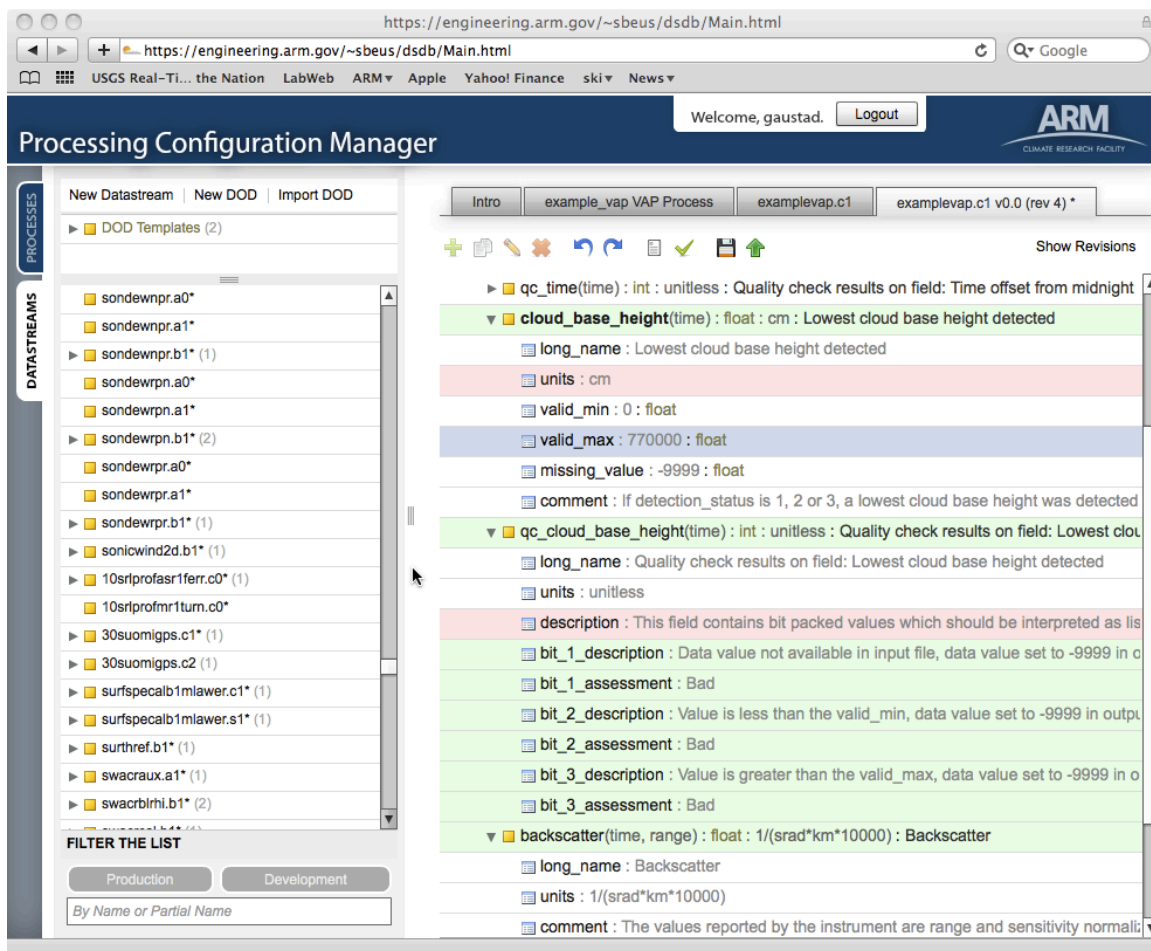 https://engineering.arm.gov/~sbeus/dsdb/Main.html
https://engineering.arm.gov/~sbeus/dsdb/Main.html
Google
USGS Real-Ti... the Nation LabWeb ARM Apple Yahoo! Finance ski News
Welcome, gaustad. Logout
Processing Configuration Manager
ARM
CLIMATE RESEARCH FACILITY
PROCESSES
DATASTREAMS
New Datastream | New DOD | Import DOD
DOD Templates (2)
sondewnpr.a0*
sondewnpr.a1*
sondewnpr.b1* (1)
sondewrpn.a0*
sondewrpn.a1*
sondewrpn.b1* (2)
sondewrpr.a0*
sondewrpr.a1*
sondewrpr.b1* (1)
sonicwind2d.b1* (1)
10srlprofasr1ferr.c0* (1)
10srlprofmr1turn.c0*
30suomigps.c1* (1)
30suomigps.c2 (1)
surfspecalb1mlawer.c1* (1)
surfspecalb1mlawer.s1* (1)
surthref.b1* (1)
swacraux.a1* (1)
swacrblrhi.b1* (2)
FILTER THE LIST
Production Development
By Name or Partial Name
Intro example_vap VAP Process examplevap.c1 examplevap.c1 v0.0 (rev 4) *
Show Revisions
qc_time(time) : int : unitless : Quality check results on field: Time offset from midnight
cloud_base_height(time) : float : cm : Lowest cloud base height detected
long_name : Lowest cloud base height detected
units : cm
valid_min : 0 : float
valid_max : 770000 : float
missing_value : -9999 : float
comment : If detection_status is 1, 2 or 3, a lowest cloud base height was detected
qc_cloud_base_height(time) : int : unitless : Quality check results on field: Lowest clou
long_name : Quality check results on field: Lowest cloud base height detected
units : unitless
description : This field contains bit packed values which should be interpreted as lis
bit_1_description : Data value not available in input file, data value set to -9999 in o
bit_1_assessment : Bad
bit_2_description : Value is less than the valid_min, data value set to -9999 in outpu
bit_2_assessment : Bad
bit_3_description : Value is greater than the valid_max, data value set to -9999 in o
bit_3_assessment : Bad
backscatter(time, range) : float : 1/(srad*km*10000) : Backscatter
long_name : Backscatter
units : 1/(srad*km*10000)
comment : The values reported by the instrument are range and sensitivity normali